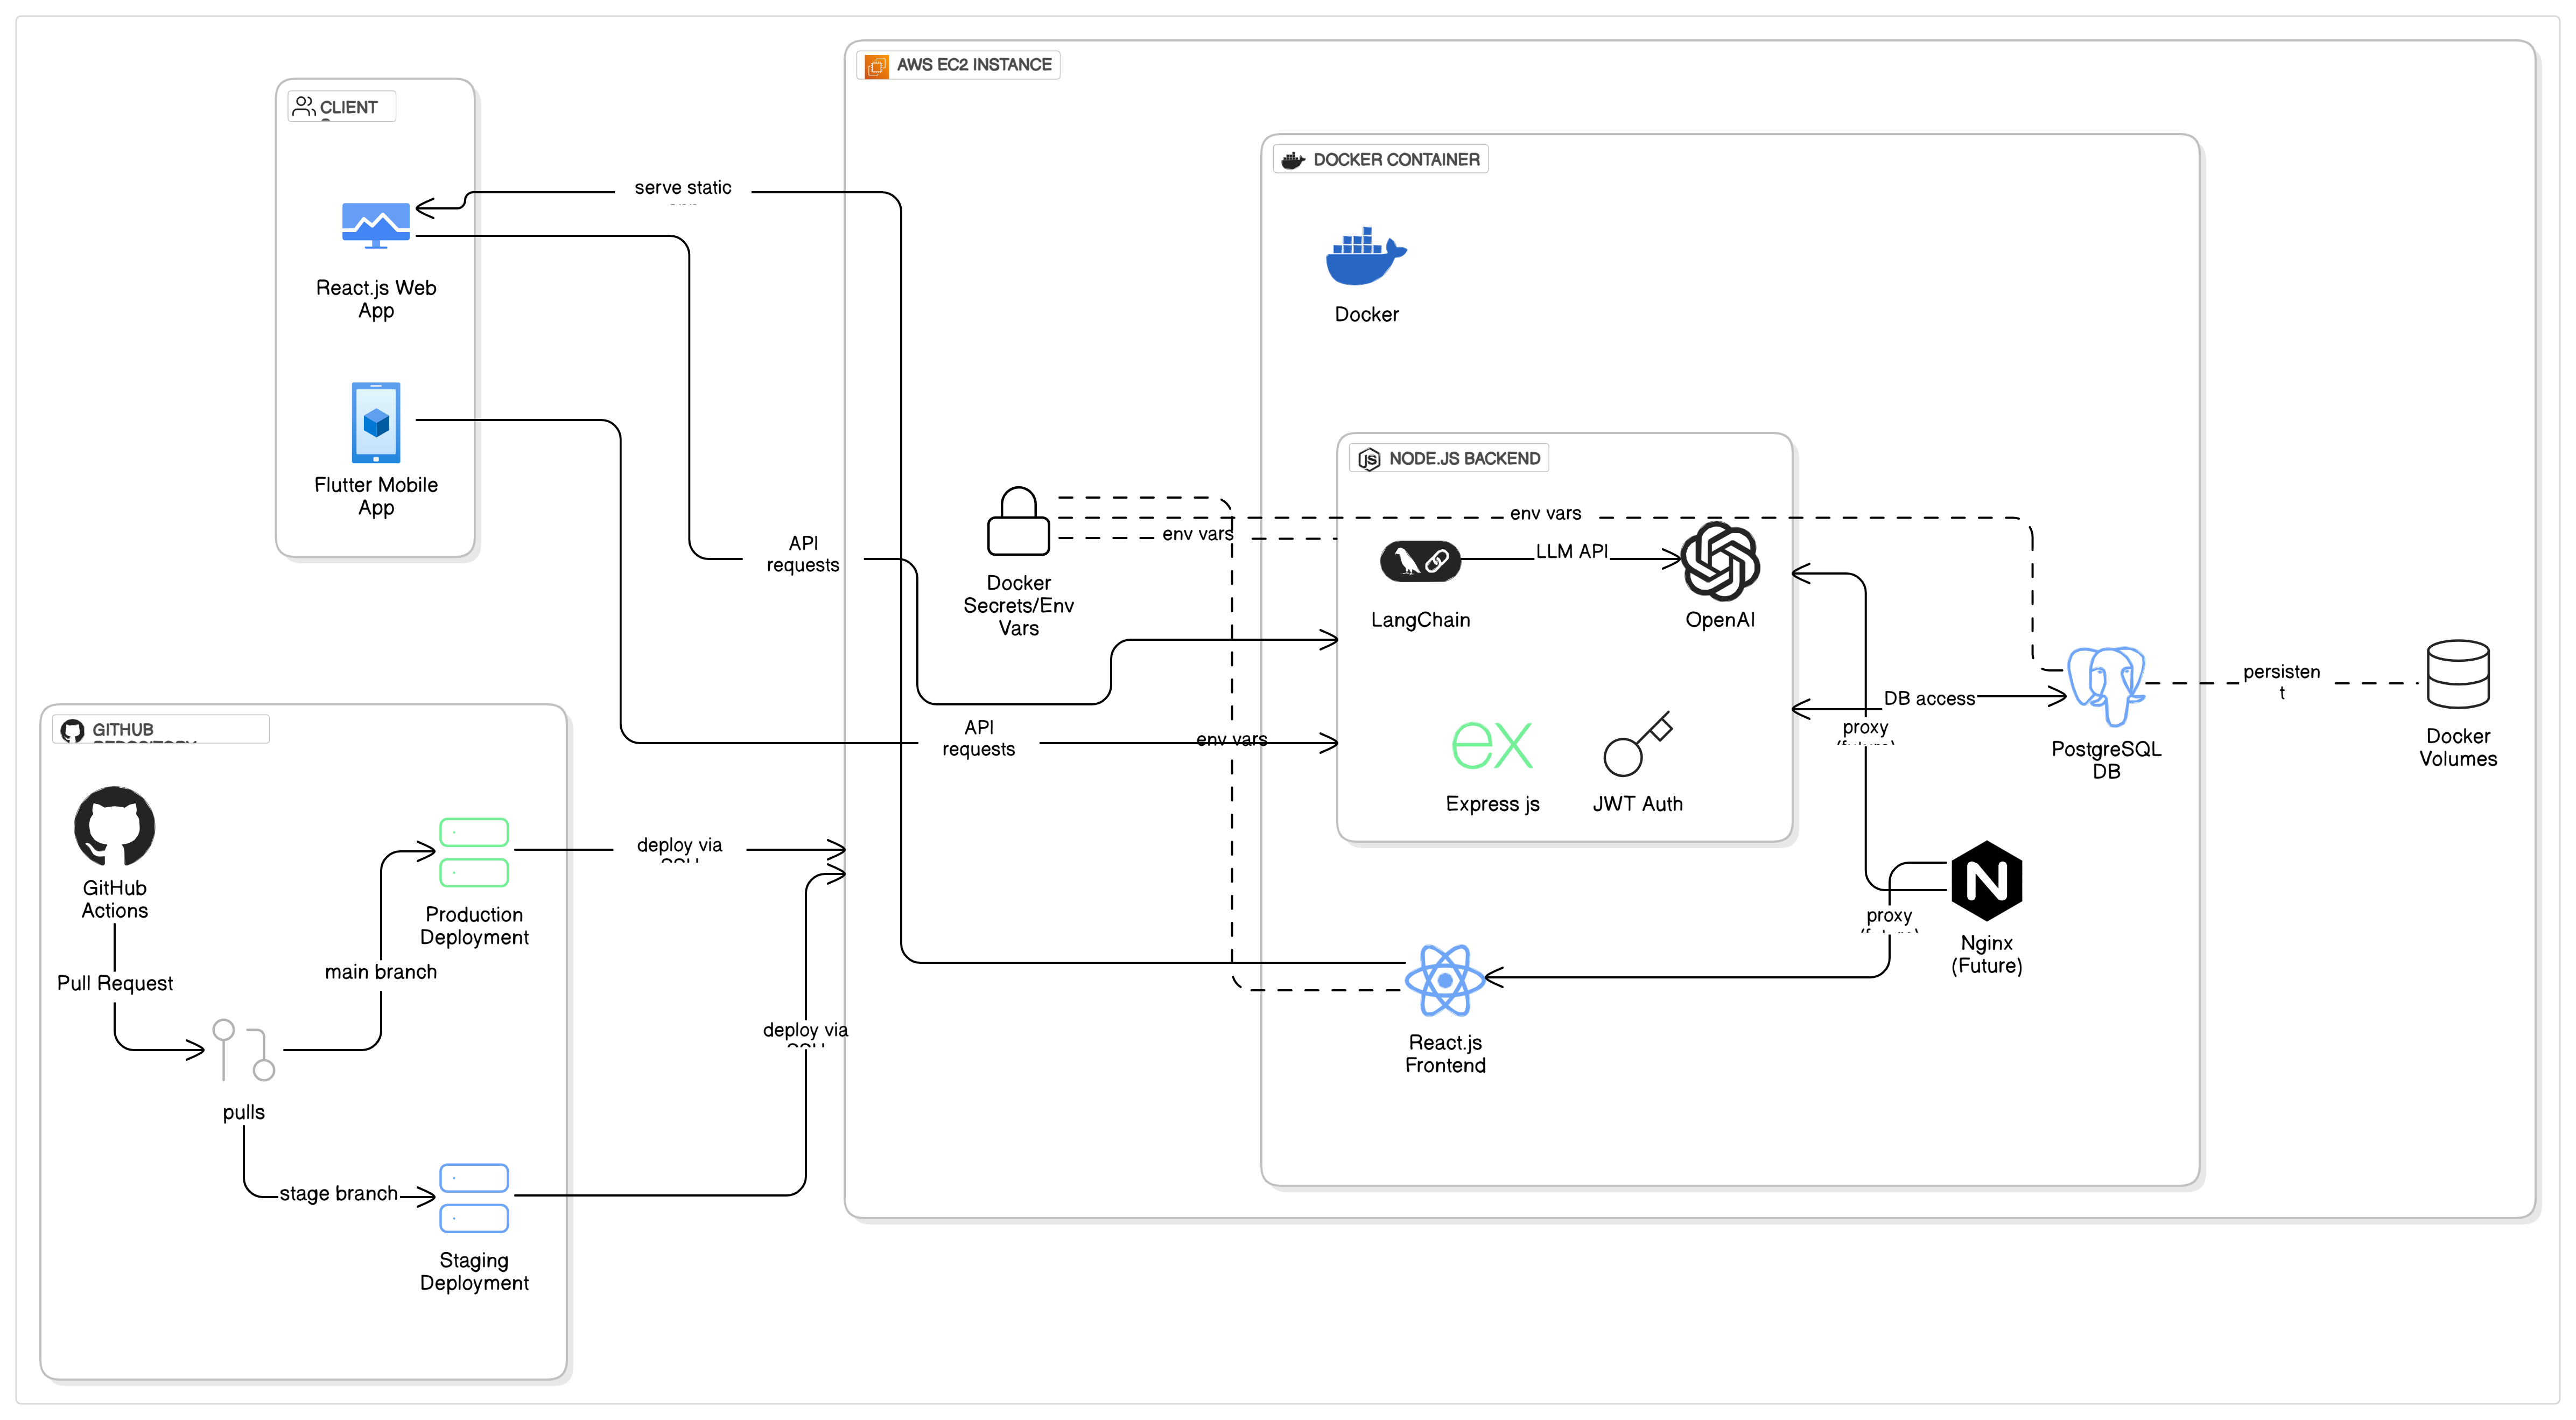 AWS EC2 INSTANCE
CLIENT
DOCKER CONTAINER
serve static
React.js Web
App
Docker
Flutter Mobile
App
NODE.JS BACKEND
env vars
env vars
API
requests
LLM API
Docker
Secrets/Env
Vars
LangChain
OpenAI
persisten
t
DB access
GITHUB
API
requests
env vars
proxy
PostgreSQL
DB
Docker
Volumes
Express js
JWT Auth
deploy via
GitHub
Actions
Production
Deployment
proxy
Nginx
(Future)
main branch
Pull Request
deploy via
React.js
Frontend
pulls
stage branch
Staging
Deployment